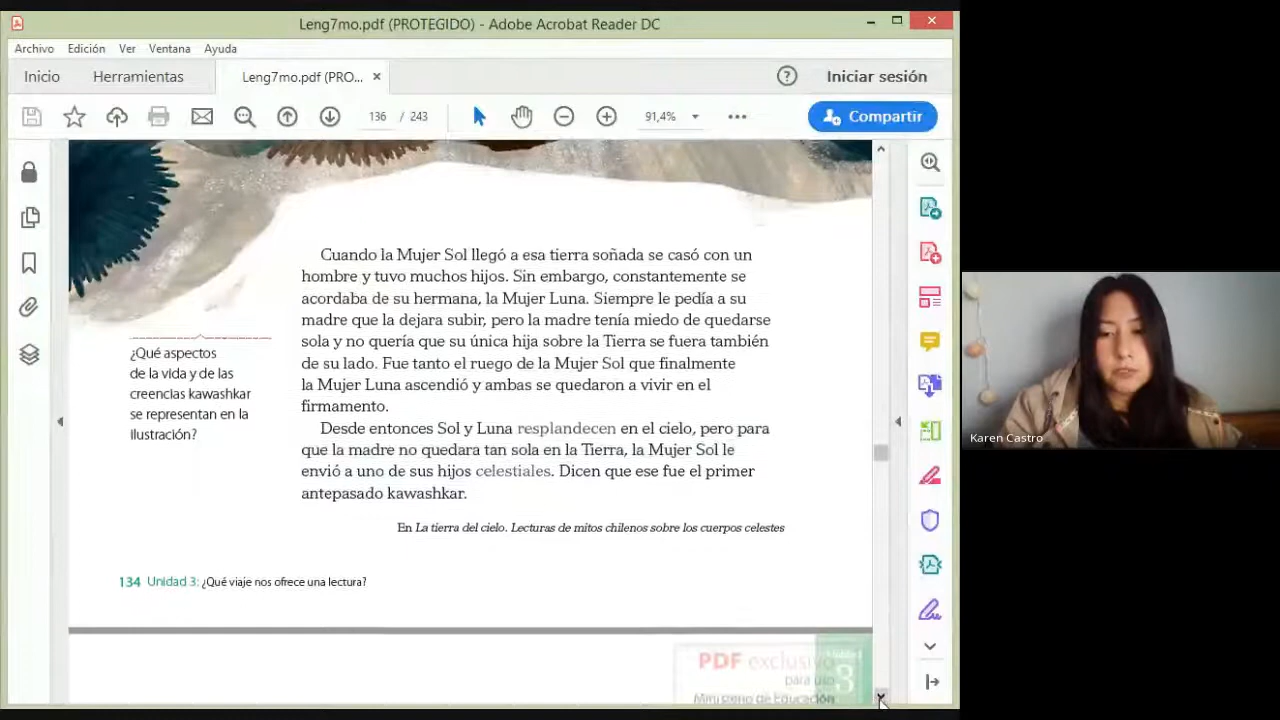 Leng7mo.pdf (PROTEGIDO) - Adobe Acrobat Reader DC
Archivo Edición Ver Ventana Ayuda
Inicio Herramientas Leng7mo.pdf (PRO... × Iniciar sesión
136 / 243 91,4% Compartir
Cuando la Mujer Sol llegó a esa tierra soñada se casó con un
hombre y tuvo muchos hijos. Sin embargo, constantemente se
acordaba de su hermana, la Mujer Luna. Siempre le pedía a su
madre que la dejara subir, pero la madre tenía miedo de quedarse
sola y no quería que su única hija sobre la Tierra se fuera también
de su lado. Fue tanto el ruego de la Mujer Sol que finalmente
la Mujer Luna ascendió y ambas se quedaron a vivir en el
firmamento.
Desde entonces Sol y Luna resplandecen en el cielo, pero para
que la madre no quedara tan sola en la Tierra, la Mujer Sol le
envió a uno de sus hijos celestiales. Dicen que ese fue el primer
antepasado kawashkar.
En La tierra del cielo. Lecturas de mitos chilenos sobre los cuerpos celestes
¿Qué aspectos
de la vida y de las
creencias kawashkar
se representan en la
ilustración?
134 Unidad 3: ¿Qué viaje nos ofrece una lectura?
PDF exclusivo
para uso
Ministerio de Educación
Unidad
3
Karen Castro